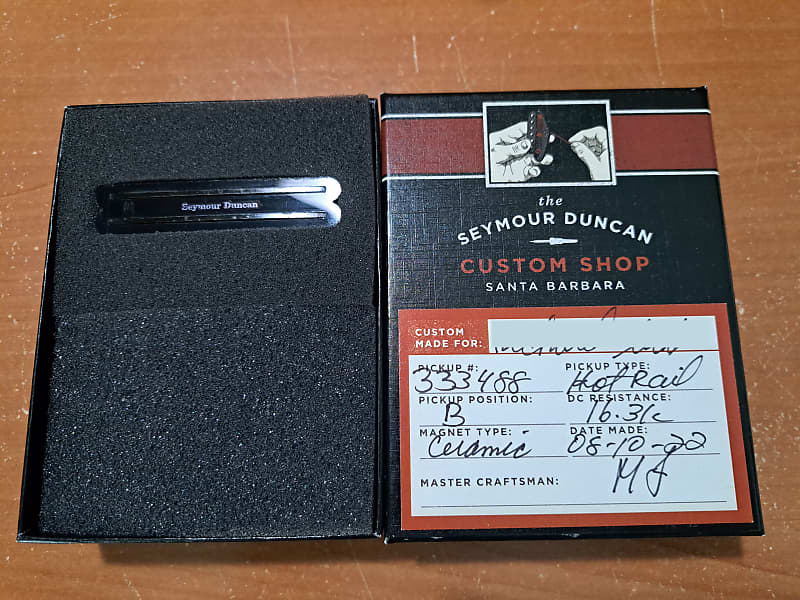 Seymour Duncan
the
SEYMOUR DUNCAN
CUSTOM SHOP
SANTA BARBARA
CUSTOM
MADE FOR:
PICKUP #: 333488
PICKUP TYPE: Hot Rail
PICKUP POSITION: B
DC RESISTANCE: 16.31k
MAGNET TYPE: Ceramic
DATE MADE: 08-10-22
MASTER CRAFTSMAN: MJ